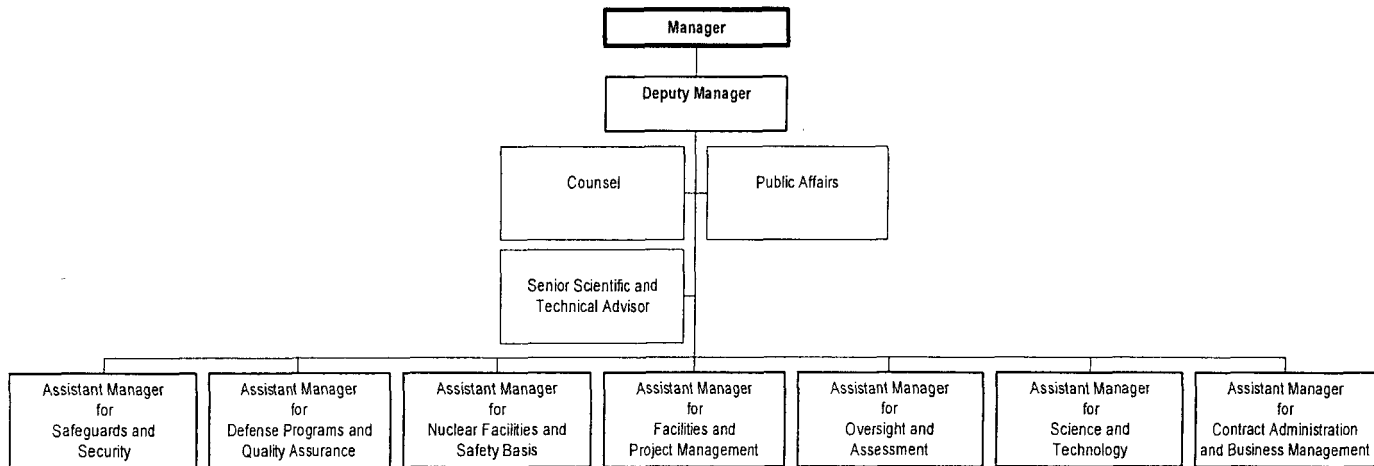 Manager
Deputy Manager
Counsel
Public Affairs
Senior Scientific and
Technical Advisor
Assistant Manager
for
Safeguards and
Security
Assistant Manager
for
Defense Programs and
Quality Assurance
Assistant Manager
for
Nuclear Facilities and
Safety Basis
Assistant Manager
for
Facilities and
Project Management
Assistant Manager
for
Oversight and
Assessment
Assistant Manager
for
Science and
Technology
Assistant Manager
for
Contract Administration
and Business Management